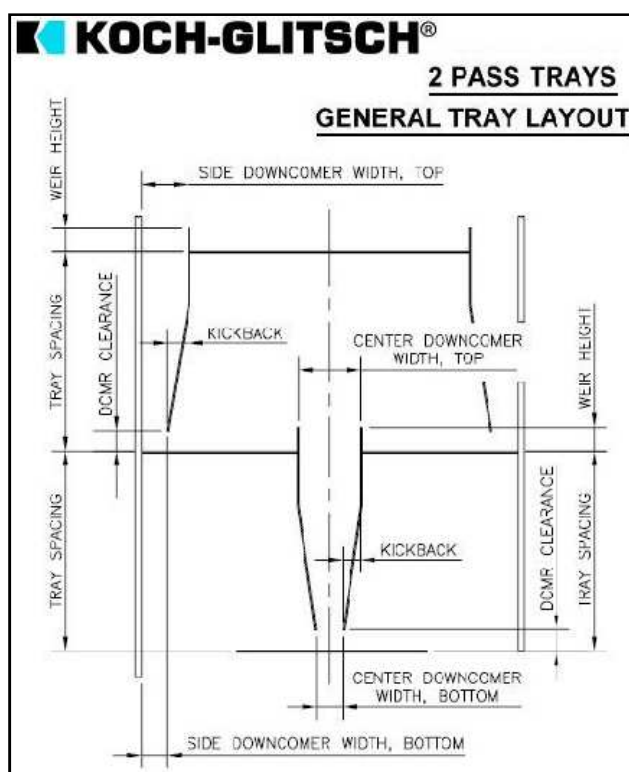 KOCH-GLITSCH®
2 PASS TRAYS
GENERAL TRAY LAYOUT
WEIR HEIGHT
SIDE DOWNCOMER WIDTH, TOP
TRAY SPACING
DCMR CLEARANCE
KICKBACK
CENTER DOWNCOMER
WIDTH, TOP
WEIR HEIGHT
TRAY SPACING
KICKBACK
DCMR CLEARANCE
TRAY SPACING
CENTER DOWNCOMER
WIDTH, BOTTOM
SIDE DOWNCOMER WIDTH, BOTTOM